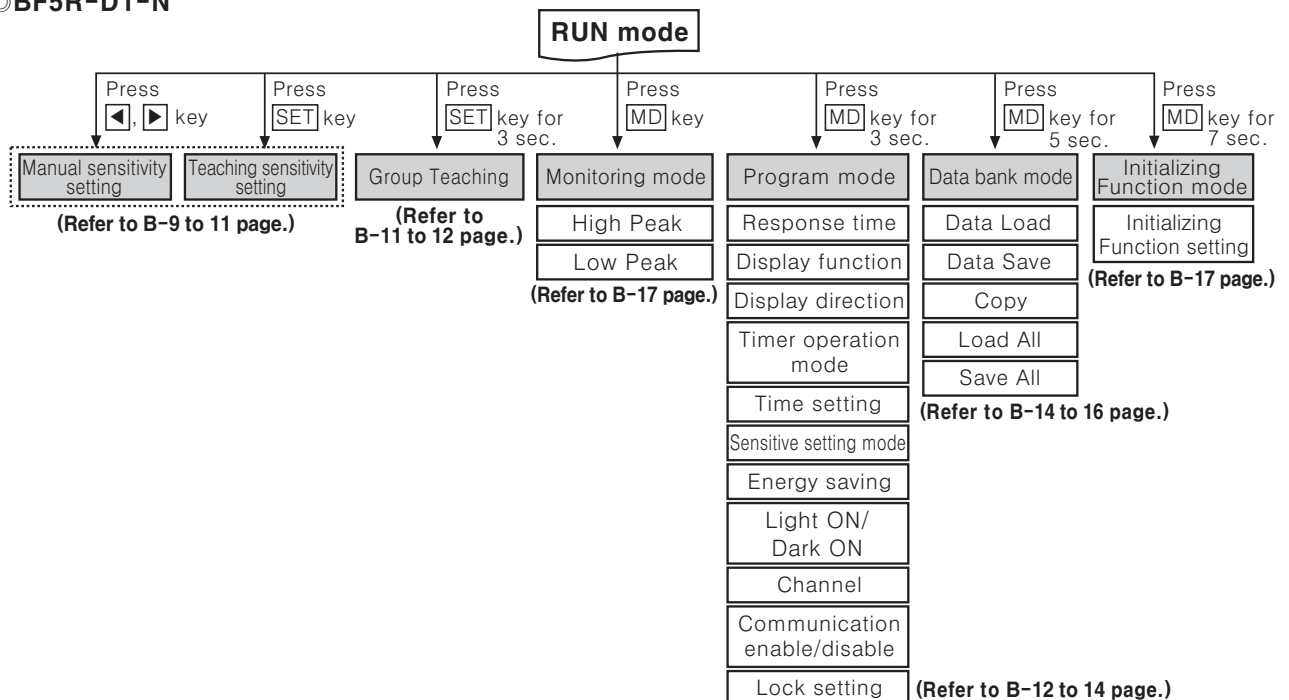 ◎BF5R-D1-N
RUN mode
Press
◀, ▶ key
Press
SET key
Press
SET key for
3 sec.
Press
MD key
Press
MD key for
3 sec.
Press
MD key for
5 sec.
Press
MD key for
7 sec.
Manual sensitivity
setting
Teaching sensitivity
setting
(Refer to B-9 to 11 page.)
Group Teaching
(Refer to
B-11 to 12 page.)
Monitoring mode
High Peak
Low Peak
(Refer to B-17 page.)
Program mode
Response time
Display function
Display direction
Timer operation
mode
Time setting
Sensitive setting mode
Energy saving
Light ON/
Dark ON
Channel
Communication
enable/disable
Lock setting
(Refer to B-12 to 14 page.)
Data bank mode
Data Load
Data Save
Copy
Load All
Save All
(Refer to B-14 to 16 page.)
Initializing
Function mode
Initializing
Function setting
(Refer to B-17 page.)